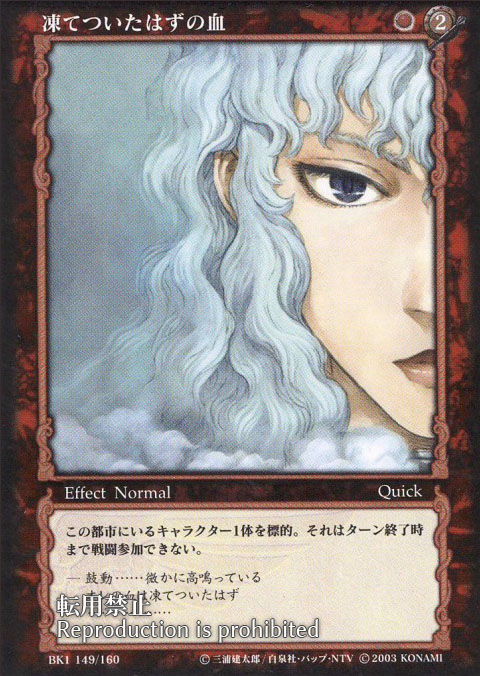 凍てついたはずの血
2
Effect Normal
Quick
この都市にいるキャラクター1体を標的。それはターン終了時
まで戦闘参加できない。
― 鼓動……微かに高鳴っている
血は凍てついたはず
転用禁止
Reproduction is prohibited
BK1 149/160
©三浦建太郎/白泉社・バップ・NTV ©2003 KONAMI